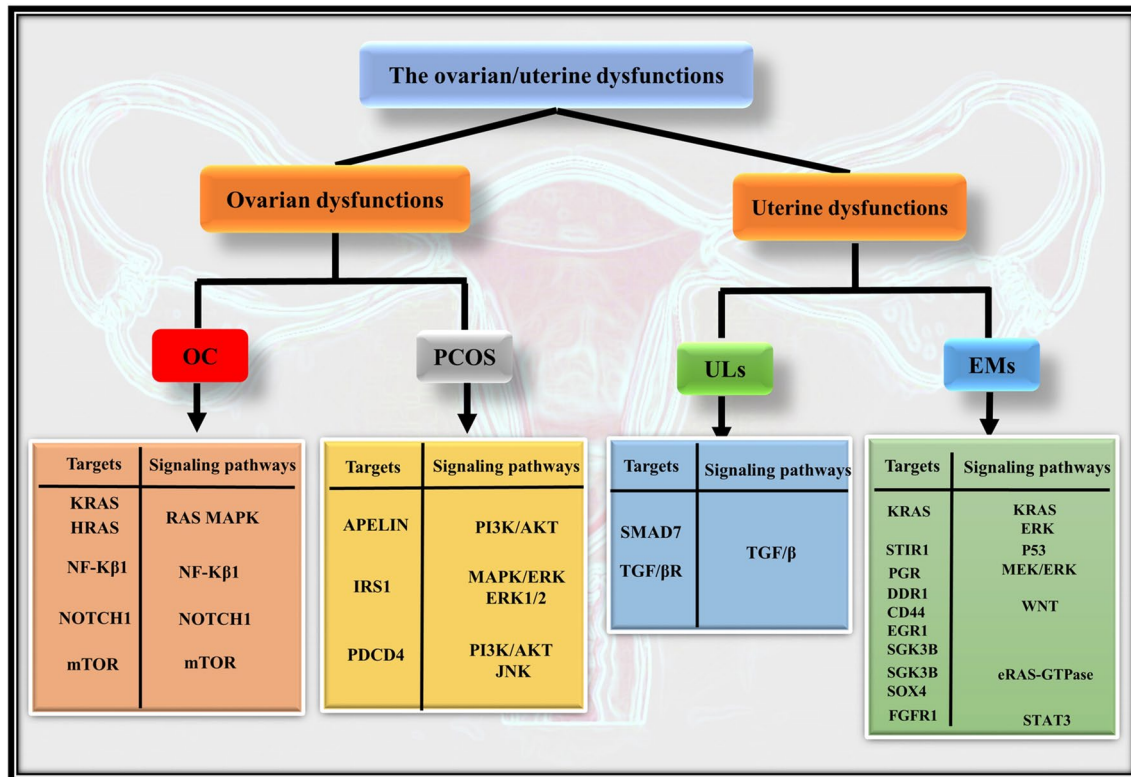 The ovarian/uterine dysfunctions
Ovarian dysfunctions
Uterine dysfunctions
OC
PCOS
ULs
EMs
Targets
Signaling pathways
KRAS
HRAS
RAS MAPK
NF-Kβ1
NF-Kβ1
NOTCH1
NOTCH1
mTOR
mTOR
Targets
Signaling pathways
APELIN
PI3K/AKT
IRS1
MAPK/ERK
ERK1/2
PDCD4
PI3K/AKT
JNK
Targets
Signaling pathways
SMAD7
TGF/βR
TGF/β
Targets
Signaling pathways
KRAS
KRAS
ERK
STIR1
P53
PGR
MEK/ERK
DDR1
CD44
WNT
EGR1
SGK3B
SGK3B
eRAS-GTPase
SOX4
FGFR1
STAT3